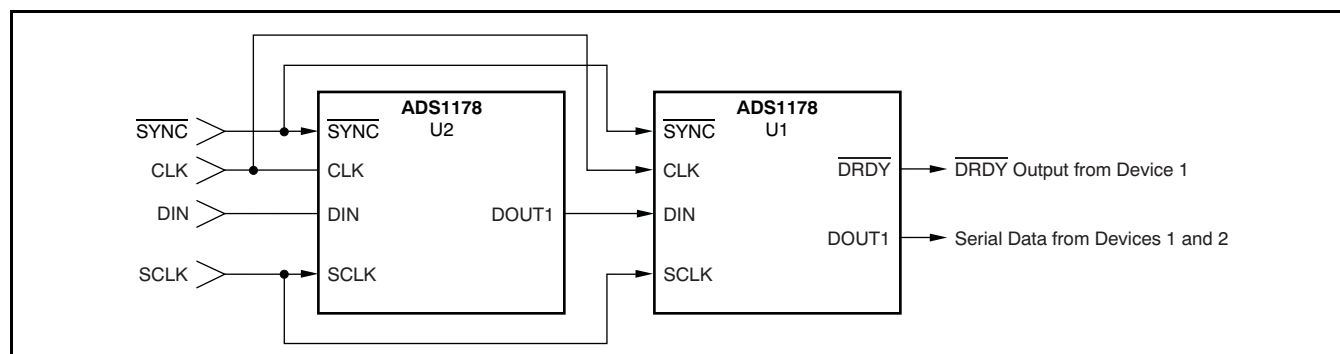 ADS1178
U2
SYNC
SYNC
CLK
CLK
DIN
DIN
DOUT1
SCLK
SCLK
ADS1178
U1
SYNC
CLK
DRDY
DRDY Output from Device 1
DIN
DOUT1
Serial Data from Devices 1 and 2
SCLK